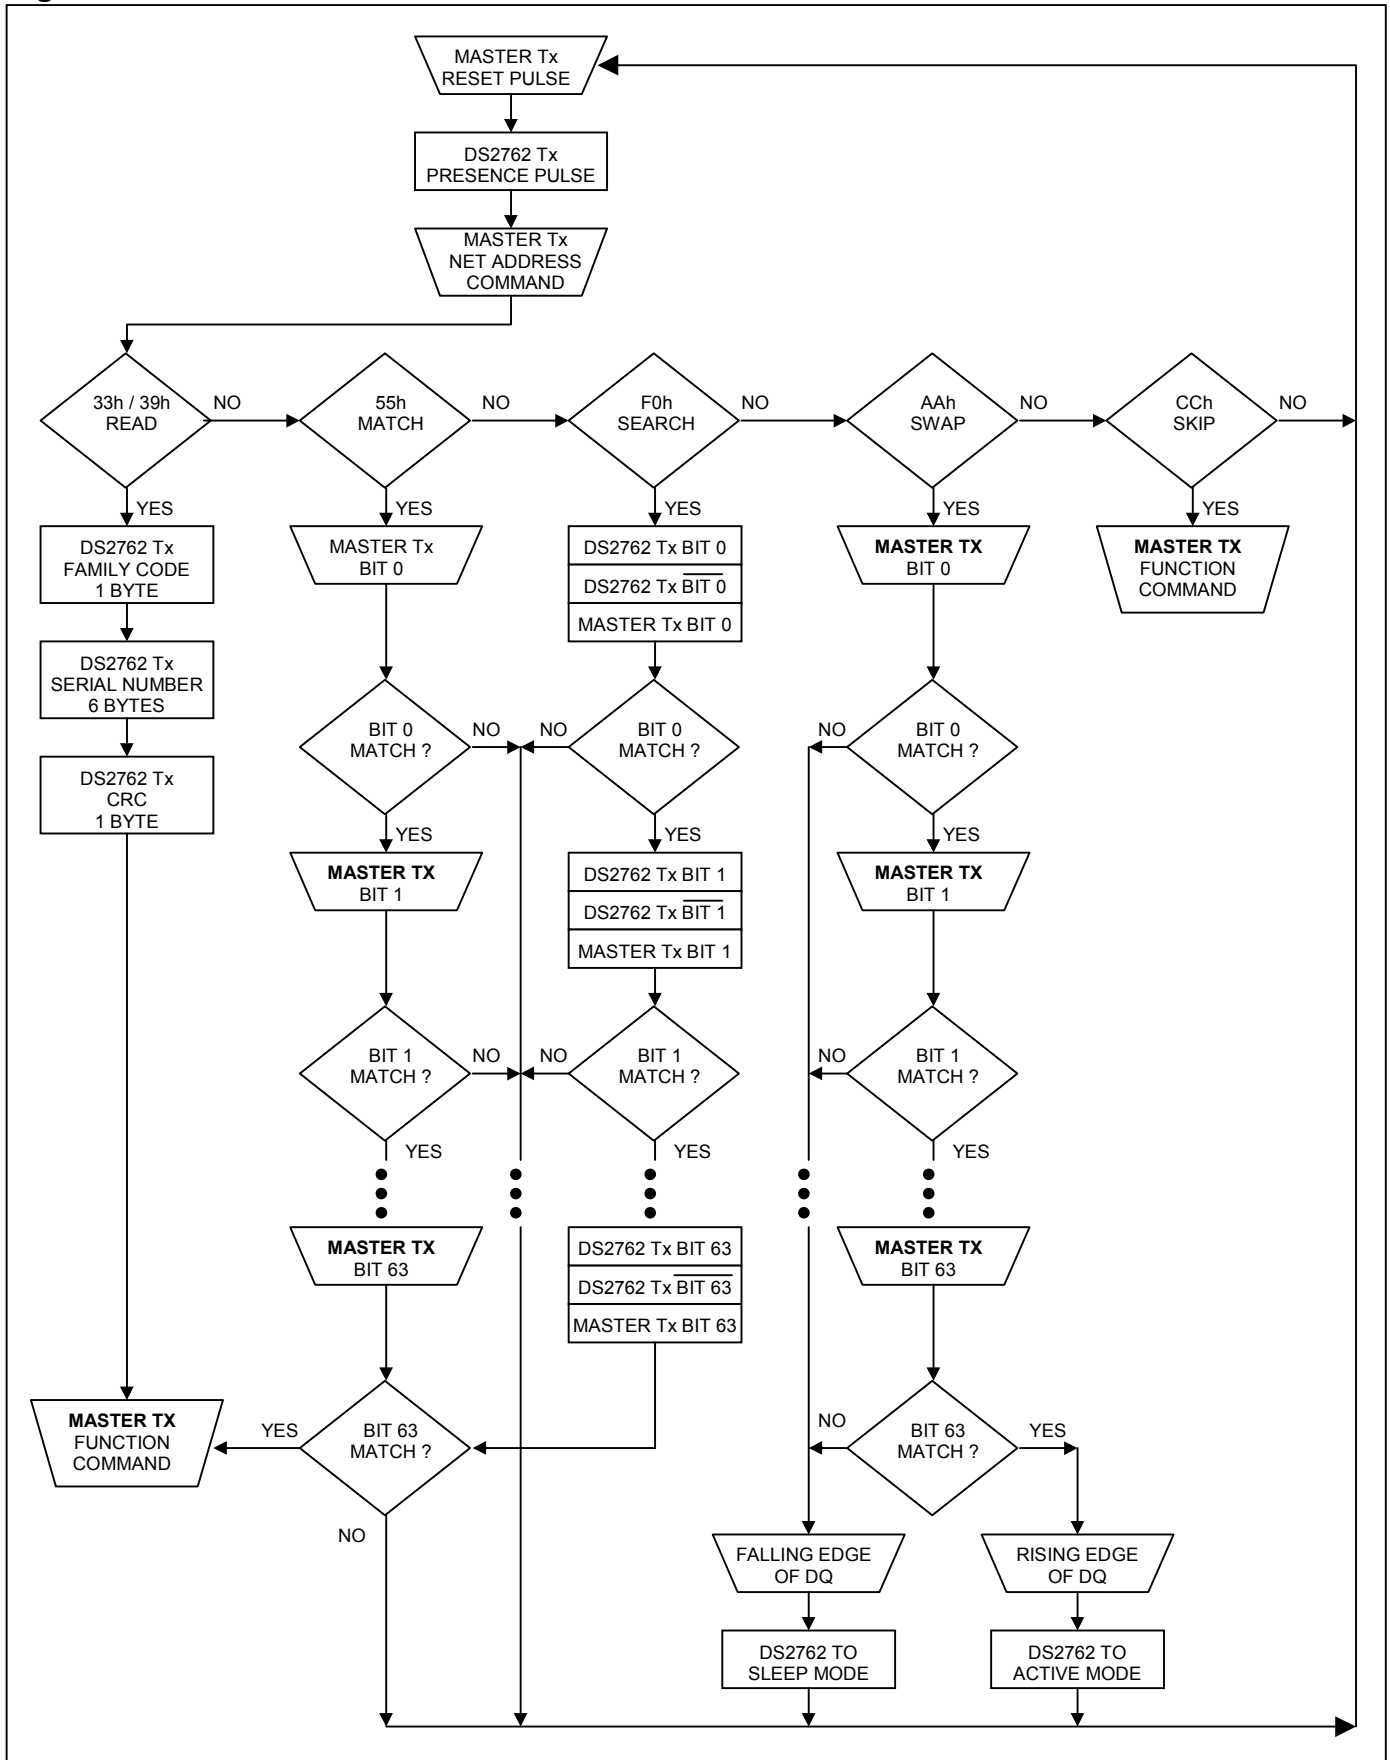 MASTER Tx
RESET PULSE
DS2762 Tx
PRESENCE PULSE
MASTER Tx
NET ADDRESS
COMMAND
33h / 39h
READ
NO
55h
MATCH
NO
F0h
SEARCH
NO
AAh
SWAP
NO
CCh
SKIP
NO
YES
YES
YES
YES
YES
DS2762 Tx
FAMILY CODE
1 BYTE
MASTER Tx
BIT 0
DS2762 Tx BIT 0
DS2762 Tx B̅I̅T̅ ̅0̅
MASTER Tx BIT 0
MASTER TX
BIT 0
MASTER TX
FUNCTION
COMMAND
DS2762 Tx
SERIAL NUMBER
6 BYTES
DS2762 Tx
CRC
1 BYTE
BIT 0
MATCH ?
NO
NO
BIT 0
MATCH ?
NO
BIT 0
MATCH ?
YES
YES
YES
MASTER TX
BIT 1
DS2762 Tx BIT 1
DS2762 Tx B̅I̅T̅ ̅1̅
MASTER Tx BIT 1
MASTER TX
BIT 1
BIT 1
MATCH ?
NO
NO
BIT 1
MATCH ?
NO
BIT 1
MATCH ?
YES
YES
YES
MASTER TX
BIT 63
DS2762 Tx BIT 63
DS2762 Tx B̅I̅T̅ ̅6̅3̅
MASTER Tx BIT 63
MASTER TX
BIT 63
MASTER TX
FUNCTION
COMMAND
YES
BIT 63
MATCH ?
NO
NO
BIT 63
MATCH ?
YES
FALLING EDGE
OF DQ
RISING EDGE
OF DQ
DS2762 TO
SLEEP MODE
DS2762 TO
ACTIVE MODE